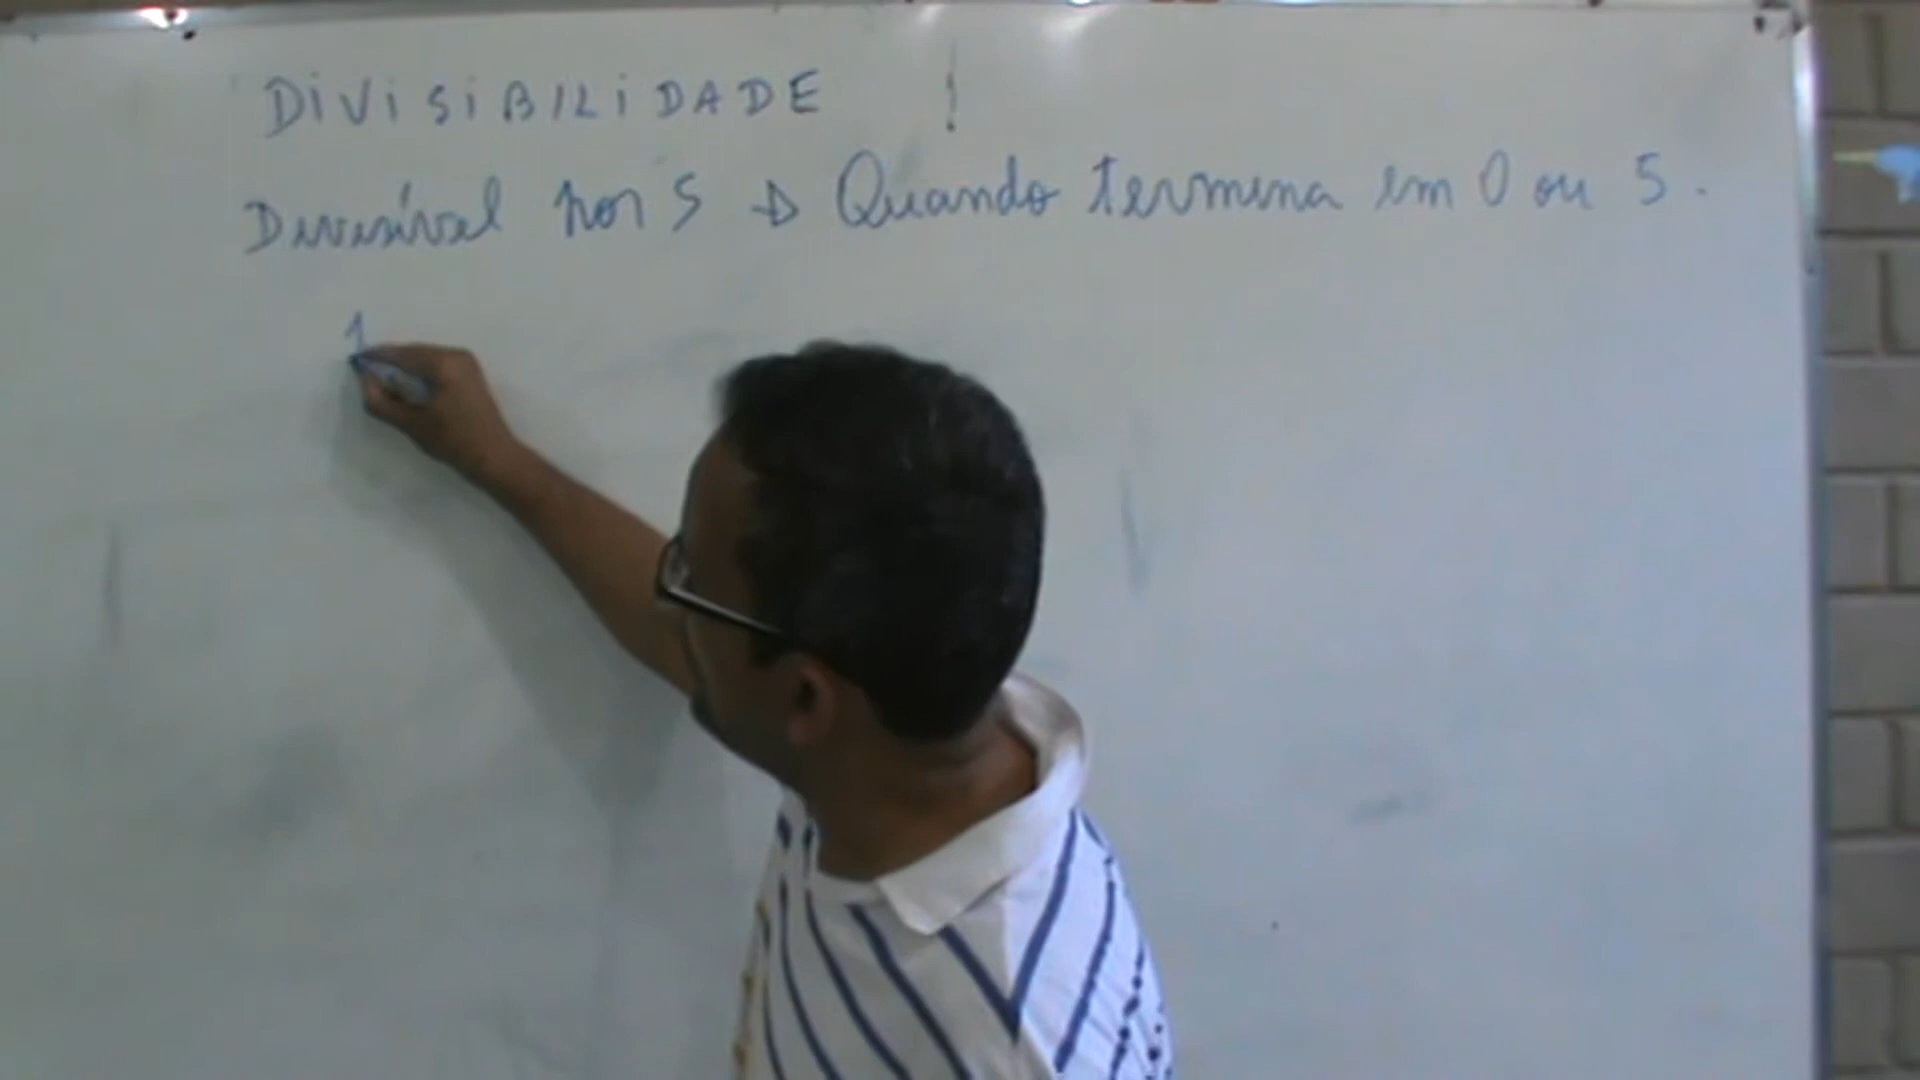 DIVISIBILIDADE
Divisível por 5 → Quando termina em 0 ou 5.
1